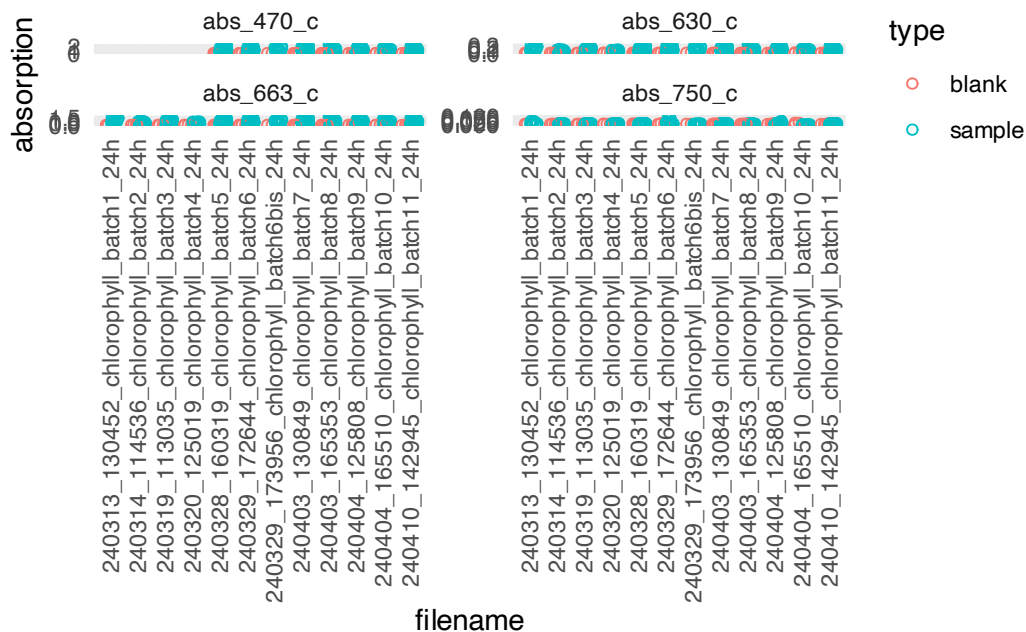 abs_470_c
abs_630_c
abs_663_c
abs_750_c
absorption
240313_130452_chlorophyll_batch1_24h
240314_114536_chlorophyll_batch2_24h
240319_113035_chlorophyll_batch3_24h
240320_125019_chlorophyll_batch4_24h
240328_160319_chlorophyll_batch5_24h
240329_172644_chlorophyll_batch6_24h
240329_173956_chlorophyll_batch6bis_24h
240403_130849_chlorophyll_batch7_24h
240403_165353_chlorophyll_batch8_24h
240404_125808_chlorophyll_batch9_24h
240404_165510_chlorophyll_batch10_24h
240410_142945_chlorophyll_batch11_24h
240313_130452_chlorophyll_batch1_24h
240314_114536_chlorophyll_batch2_24h
240319_113035_chlorophyll_batch3_24h
240320_125019_chlorophyll_batch4_24h
240328_160319_chlorophyll_batch5_24h
240329_172644_chlorophyll_batch6_24h
240329_173956_chlorophyll_batch6bis_24h
240403_130849_chlorophyll_batch7_24h
240403_165353_chlorophyll_batch8_24h
240404_125808_chlorophyll_batch9_24h
240404_165510_chlorophyll_batch10_24h
240410_142945_chlorophyll_batch11_24h
filename
type
blank
sample